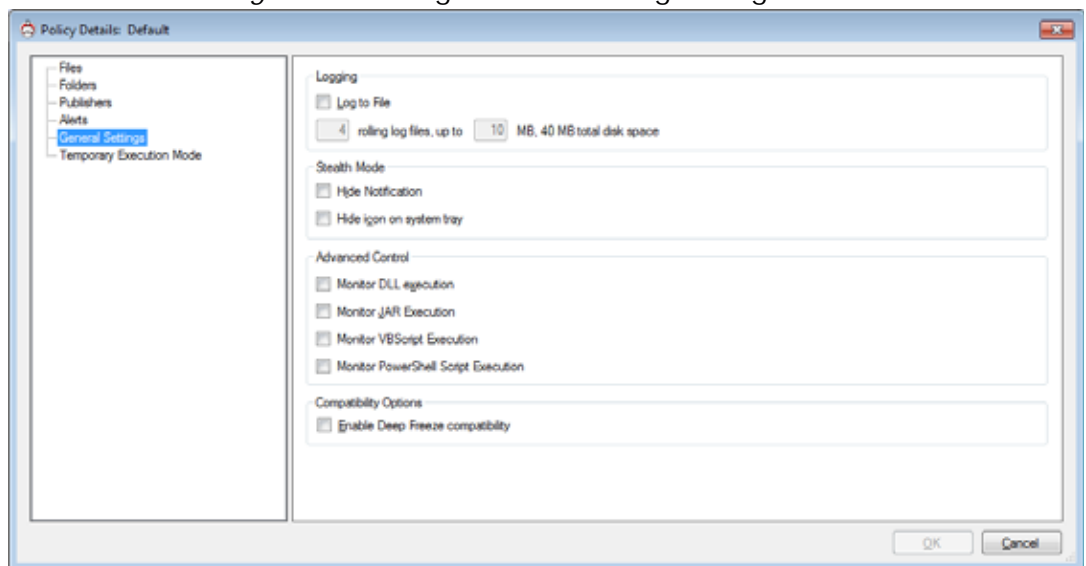 Policy Details: Default
Files
Folders
Publishers
Alerts
General Settings
Temporary Execution Mode
Logging
Log to File
4 rolling log files, up to 10 MB, 40 MB total disk space
Stealth Mode
Hide Notification
Hide icon on system tray
Advanced Control
Monitor DLL execution
Monitor JAR Execution
Monitor VBScript Execution
Monitor PowerShell Script Execution
Compatibility Options
Enable Deep Freeze compatibility
OK Cancel